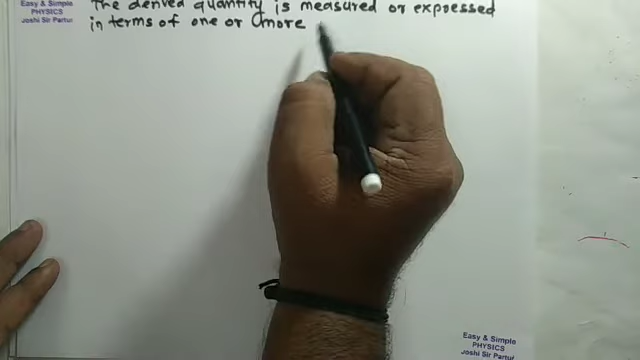 Easy & Simple
PHYSICS
Joshi Sir Partur
The derived quantity is measured or expressed
in terms of one or more
Easy & Simple
PHYSICS
Joshi Sir Partur